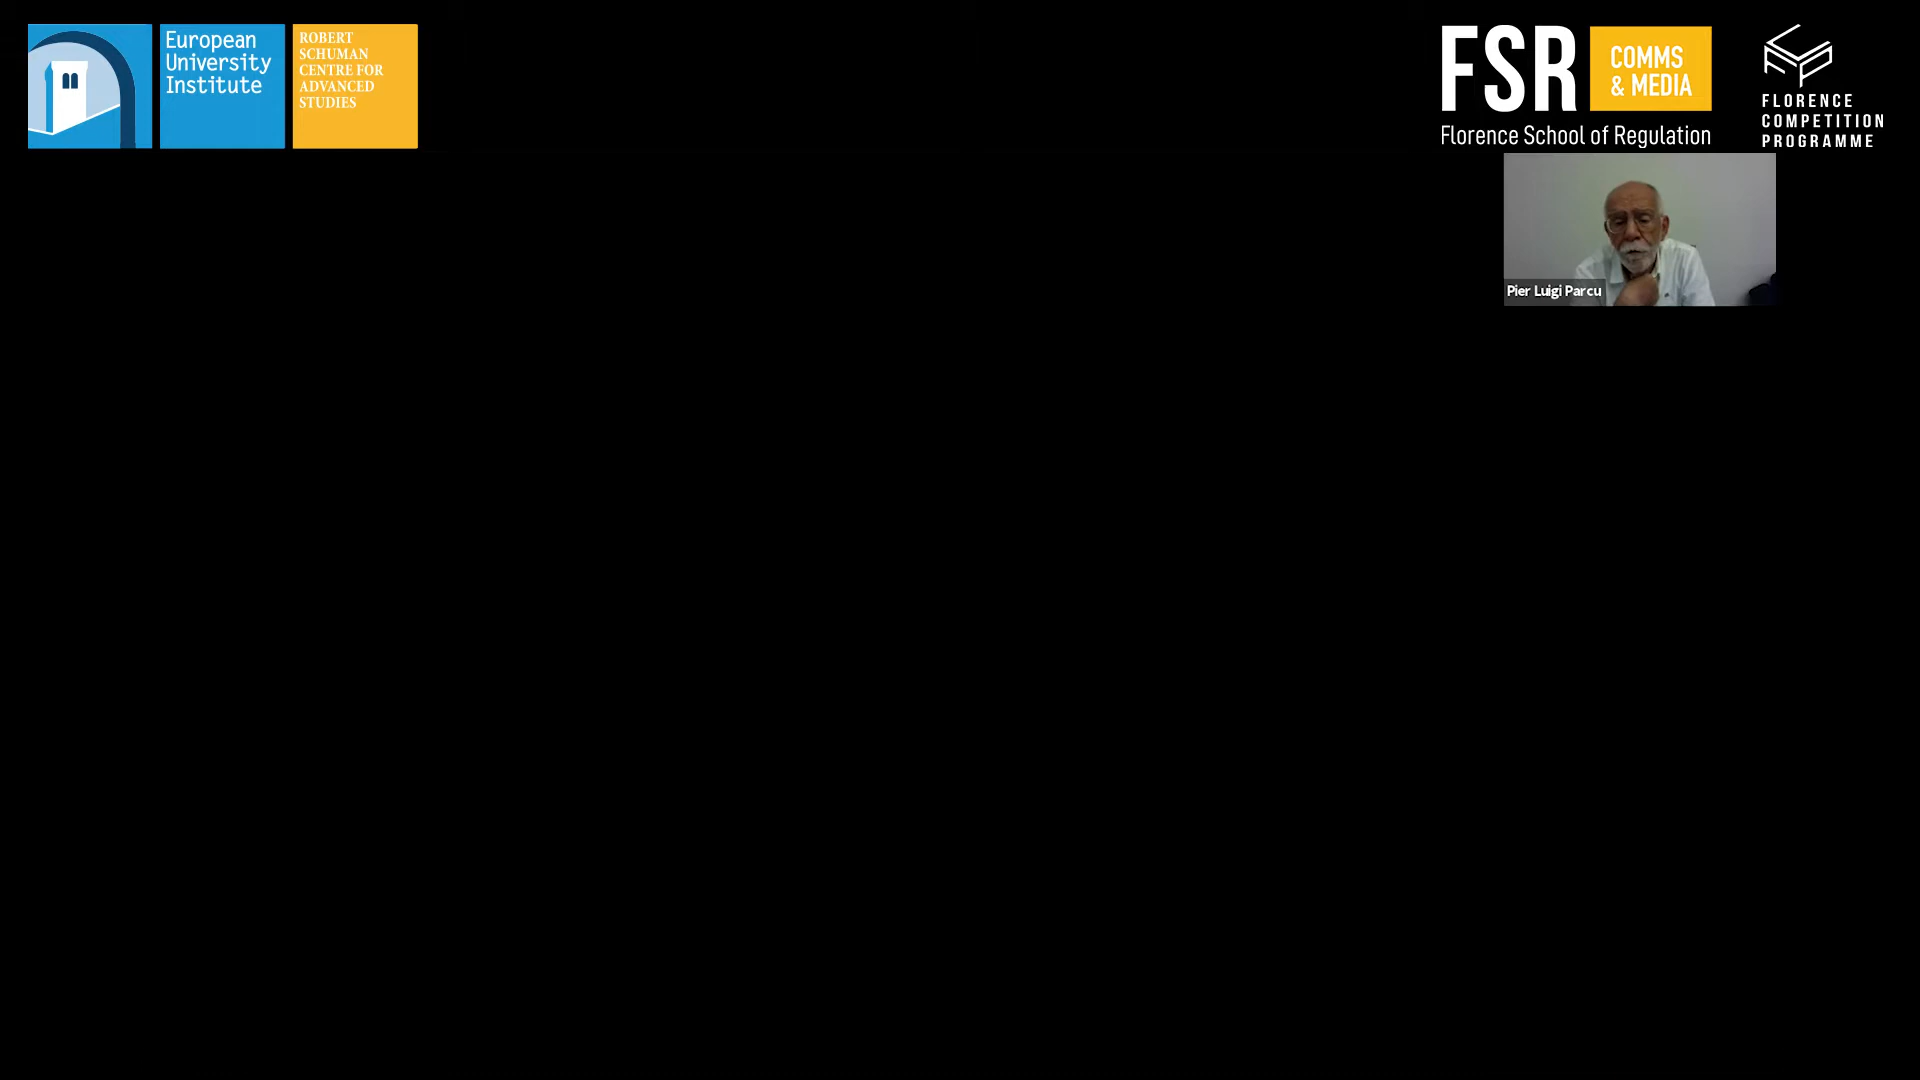 European
University
Institute
ROBERT
SCHUMAN
CENTRE FOR
ADVANCED
STUDIES
FSR
COMMS
& MEDIA
Florence School of Regulation
FLORENCE
COMPETITION
PROGRAMME
Pier Luigi Parcu